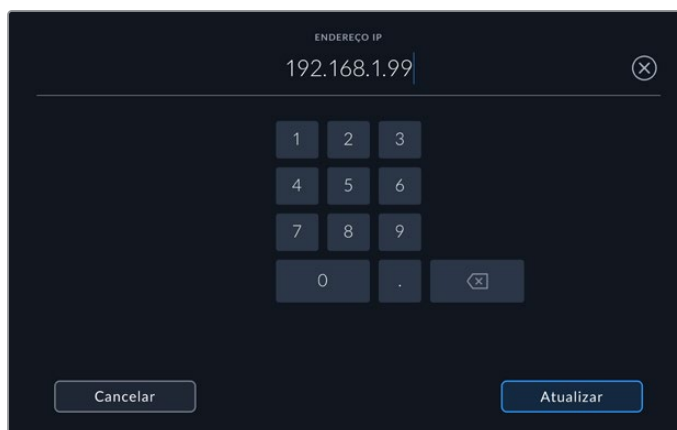 ENDEREÇO IP
192.168.1.99
1 2 3
4 5 6
7 8 9
0 .
Cancelar Atualizar